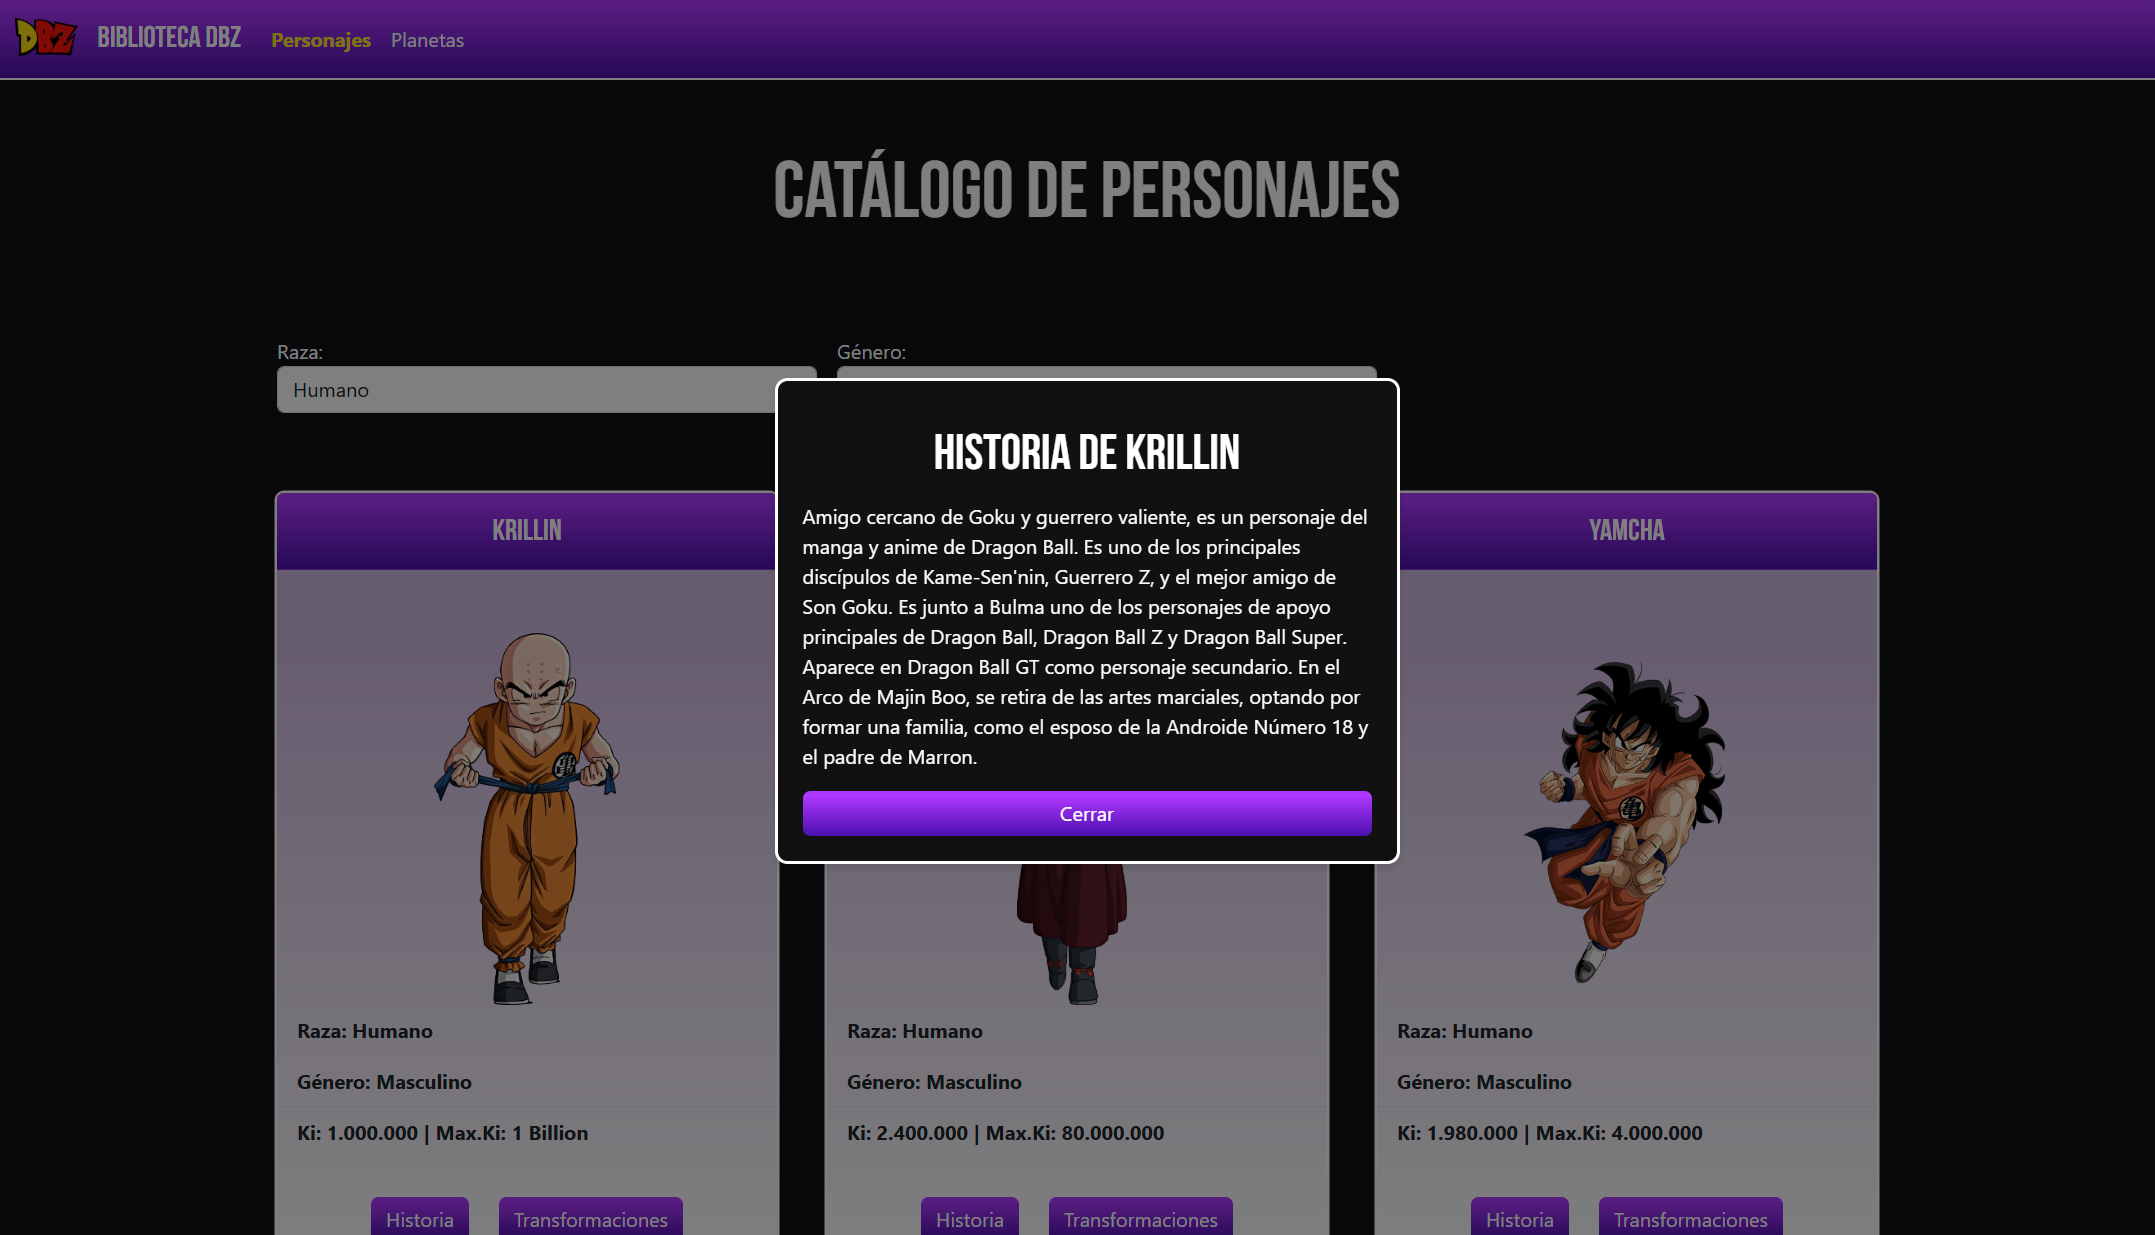 DBZ BIBLIOTECA DBZ Personajes Planetas
CATÁLOGO DE PERSONAJES
Raza: Género:
Humano
HISTORIA DE KRILLIN
Amigo cercano de Goku y guerrero valiente, es un personaje del
manga y anime de Dragon Ball. Es uno de los principales
discípulos de Kame-Sen'nin, Guerrero Z, y el mejor amigo de
Son Goku. Es junto a Bulma uno de los personajes de apoyo
principales de Dragon Ball, Dragon Ball Z y Dragon Ball Super.
Aparece en Dragon Ball GT como personaje secundario. En el
Arco de Majin Boo, se retira de las artes marciales, optando por
formar una familia, como el esposo de la Androide Número 18 y
el padre de Marron.
Cerrar
KRILLIN
Raza: Humano
Género: Masculino
Ki: 1.000.000 | Max.Ki: 1 Billion
Historia Transformaciones
Raza: Humano
Género: Masculino
Ki: 2.400.000 | Max.Ki: 80.000.000
Historia Transformaciones
YAMCHA
Raza: Humano
Género: Masculino
Ki: 1.980.000 | Max.Ki: 4.000.000
Historia Transformaciones